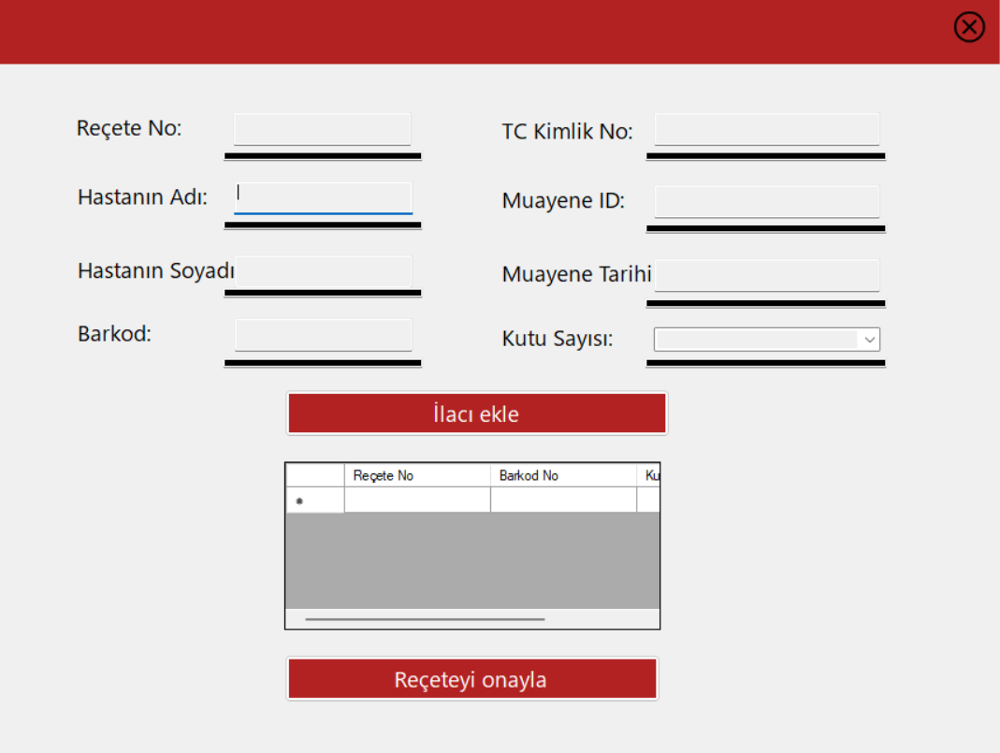 Reçete No:
TC Kimlik No:
Hastanın Adı:
Muayene ID:
Hastanın Soyadı
Muayene Tarihi
Barkod:
Kutu Sayısı:
İlacı ekle
Reçete No Barkod No Ku
Reçeteyi onayla